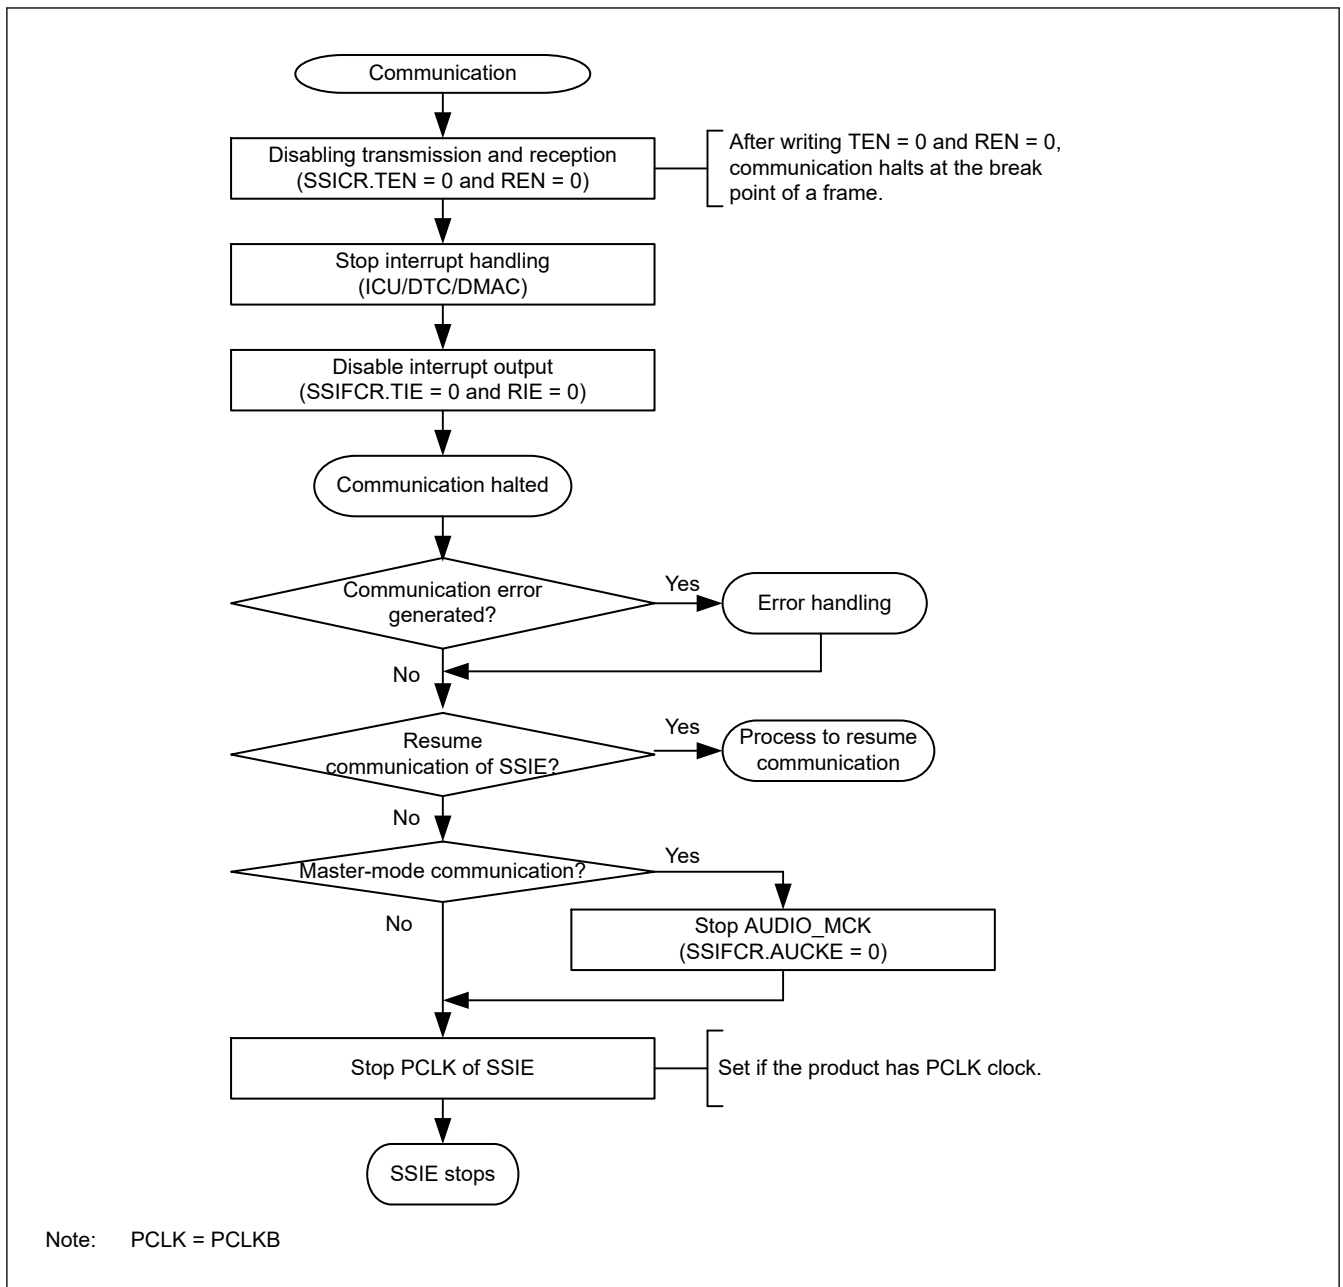 Communication
Disabling transmission and reception
(SSICR.TEN = 0 and REN = 0)
After writing TEN = 0 and REN = 0,
communication halts at the break
point of a frame.
Stop interrupt handling
(ICU/DTC/DMAC)
Disable interrupt output
(SSIFCR.TIE = 0 and RIE = 0)
Communication halted
Communication error
generated?
Yes
Error handling
No
Resume
communication of SSIE?
Yes
Process to resume
communication
No
Master-mode communication?
Yes
No
Stop AUDIO_MCK
(SSIFCR.AUCKE = 0)
Stop PCLK of SSIE
Set if the product has PCLK clock.
SSIE stops
Note: PCLK = PCLKB